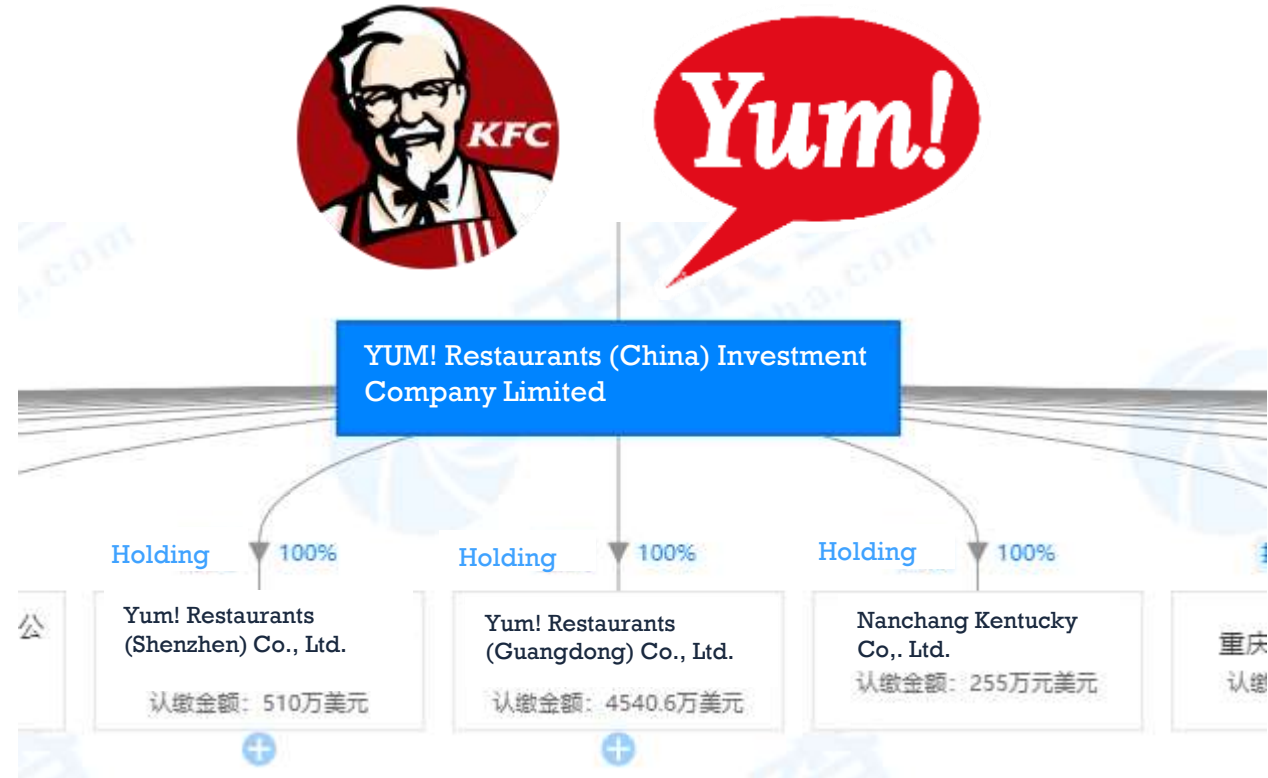 KFC
Yum!
YUM! Restaurants (China) Investment
Company Limited
Holding 100%
Holding 100%
Holding 100%
公
Yum! Restaurants
(Shenzhen) Co., Ltd.
认缴金额：510万美元
Yum! Restaurants
(Guangdong) Co., Ltd.
认缴金额：4540.6万美元
Nanchang Kentucky
Co,. Ltd.
认缴金额：255万元美元
重庆
认缴